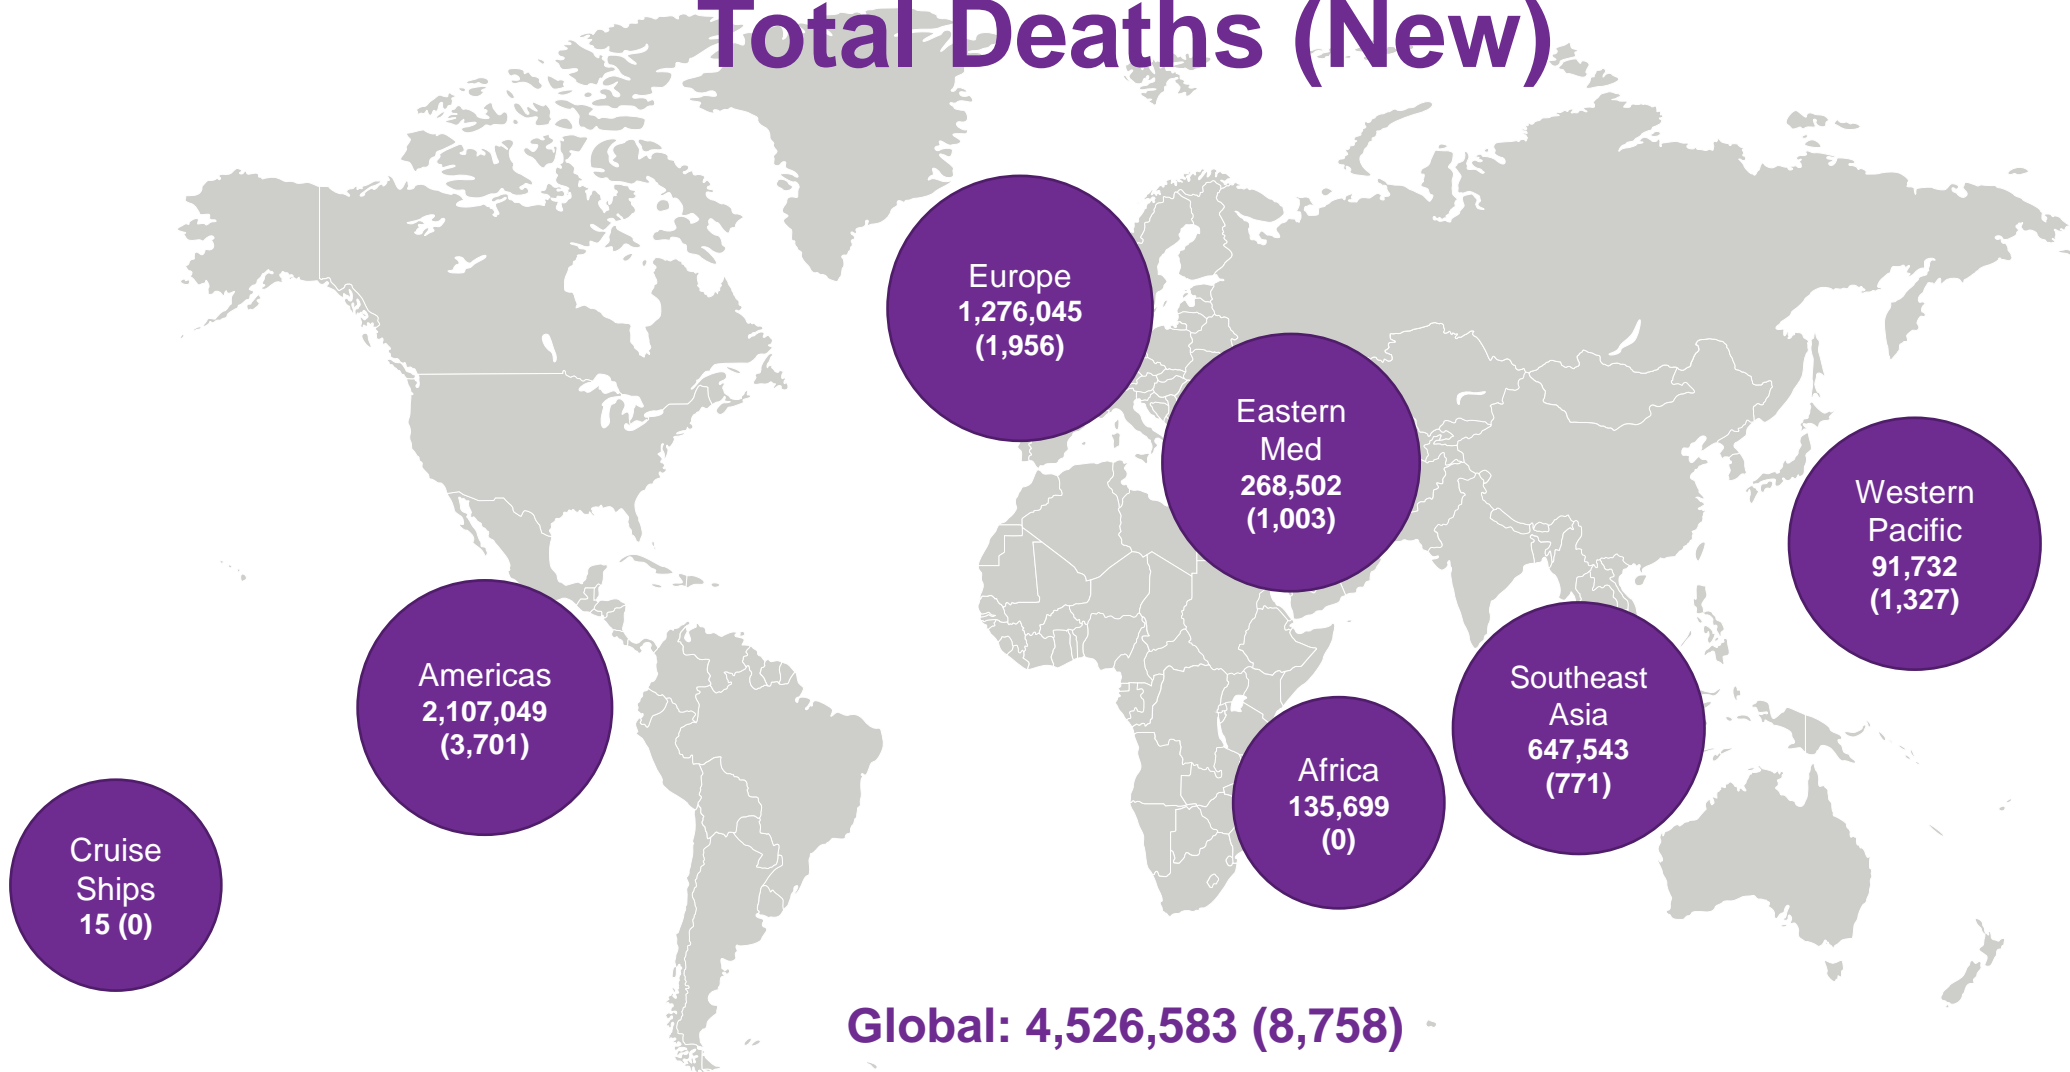 Total Deaths (New)
Europe
1,276,045
(1,956)
Eastern
Med
268,502
(1,003)
Western
Pacific
91,732
(1,327)
Americas
2,107,049
(3,701)
Southeast
Asia
647,543
(771)
Africa
135,699
(0)
Cruise
Ships
15 (0)
Global: 4,526,583 (8,758)